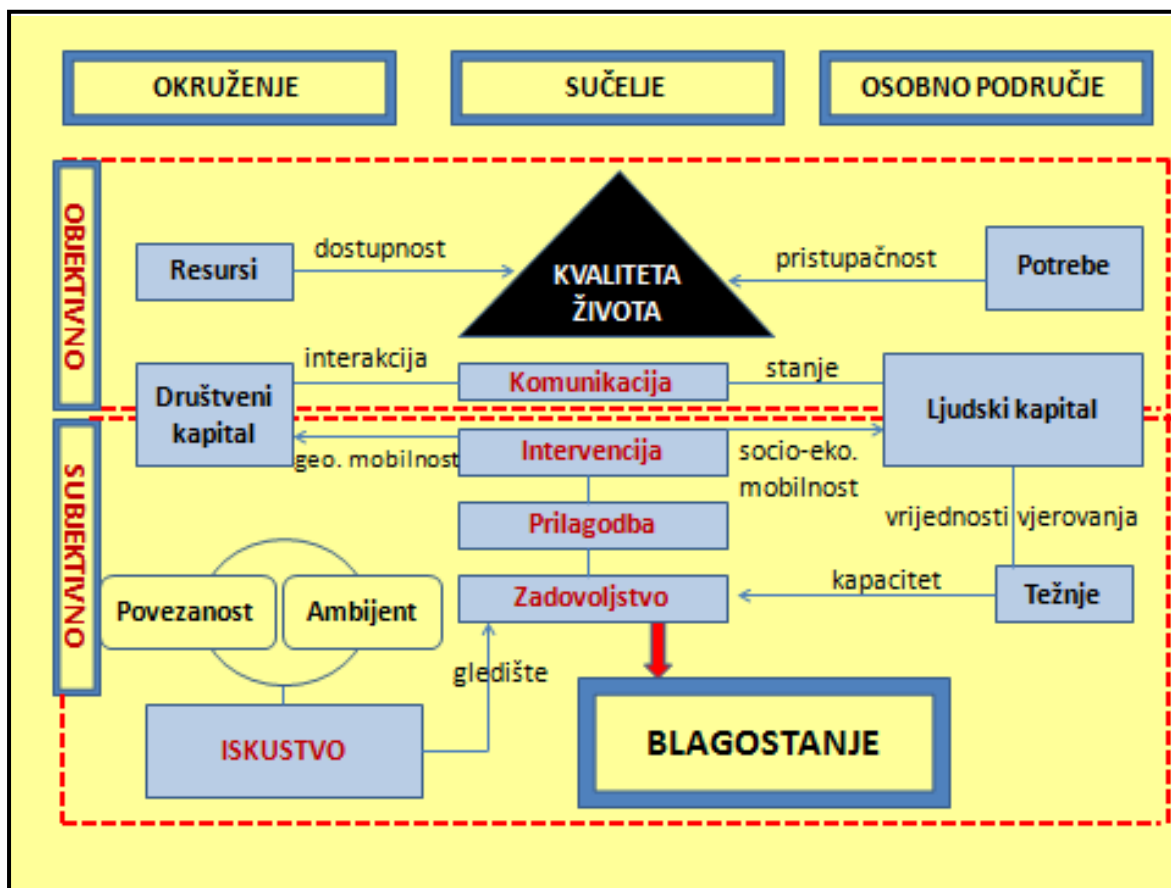 OKRUŽENJE
SUČELJE
OSOBNO PODRUČJE
OBJEKTIVNO
Resursi
dostupnost
KVALITETA
ŽIVOTA
pristupačnost
Potrebe
Društveni
kapital
interakcija
Komunikacija
stanje
Ljudski kapital
SUBJEKTIVNO
geo. mobilnost
Intervencija
socio-eko.
mobilnost
Prilagodba
vrijednosti vjerovanja
Povezanost
Ambijent
Zadovoljstvo
kapacitet
Težnje
gledište
ISKUSTVO
BLAGOSTANJE